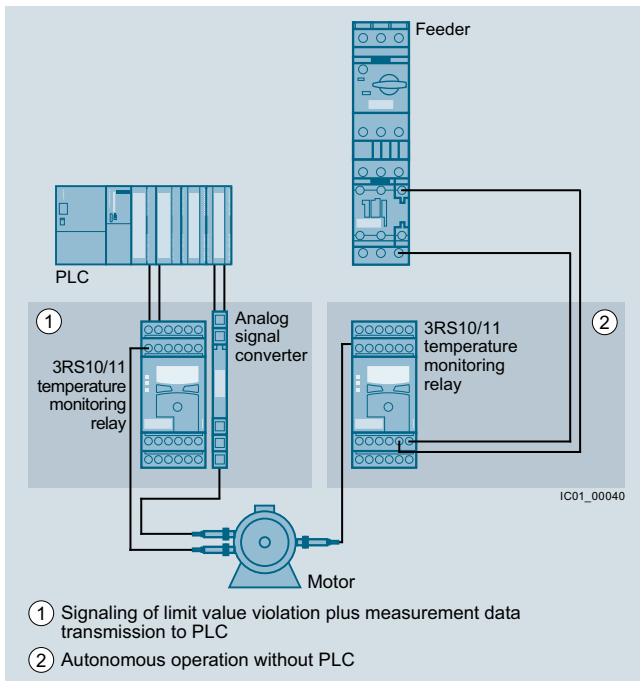 Feeder
PLC
1
3RS10/11
temperature
monitoring
relay
Analog
signal
converter
3RS10/11
temperature
monitoring
relay
2
IC01_00040
Motor
1 Signaling of limit value violation plus measurement data
transmission to PLC
2 Autonomous operation without PLC